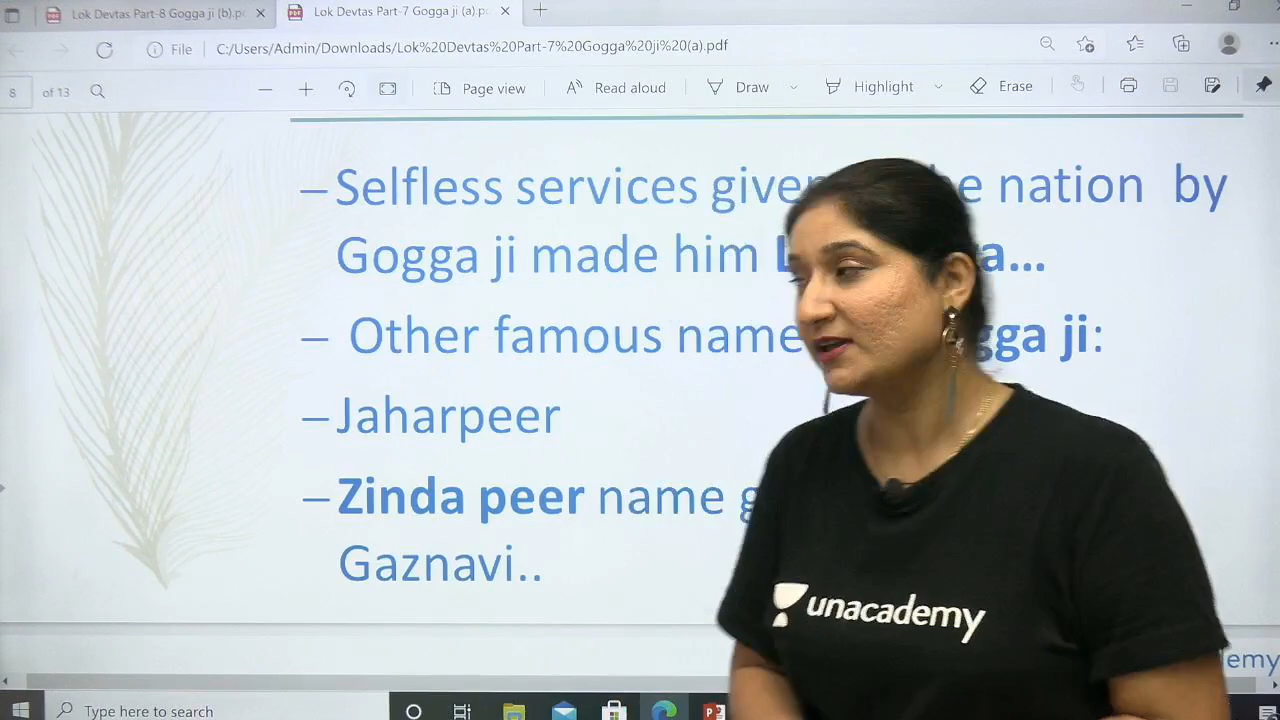 Lok Devtas Part-8 Gogga ji (b).p
Lok Devtas Part-7 Gogga ji (a).p
File C:/Users/Admin/Downloads/Lok%20Devtas%20Part-7%20Gogga%20ji%20(a).pdf
8 of 13 Page view Read aloud Draw Highlight Erase
– Selfless services given nation by
Gogga ji made him
– Other famous name ji:
– Jaharpeer
– Zinda peer name
Gaznavi..
unacademy
Type here to search